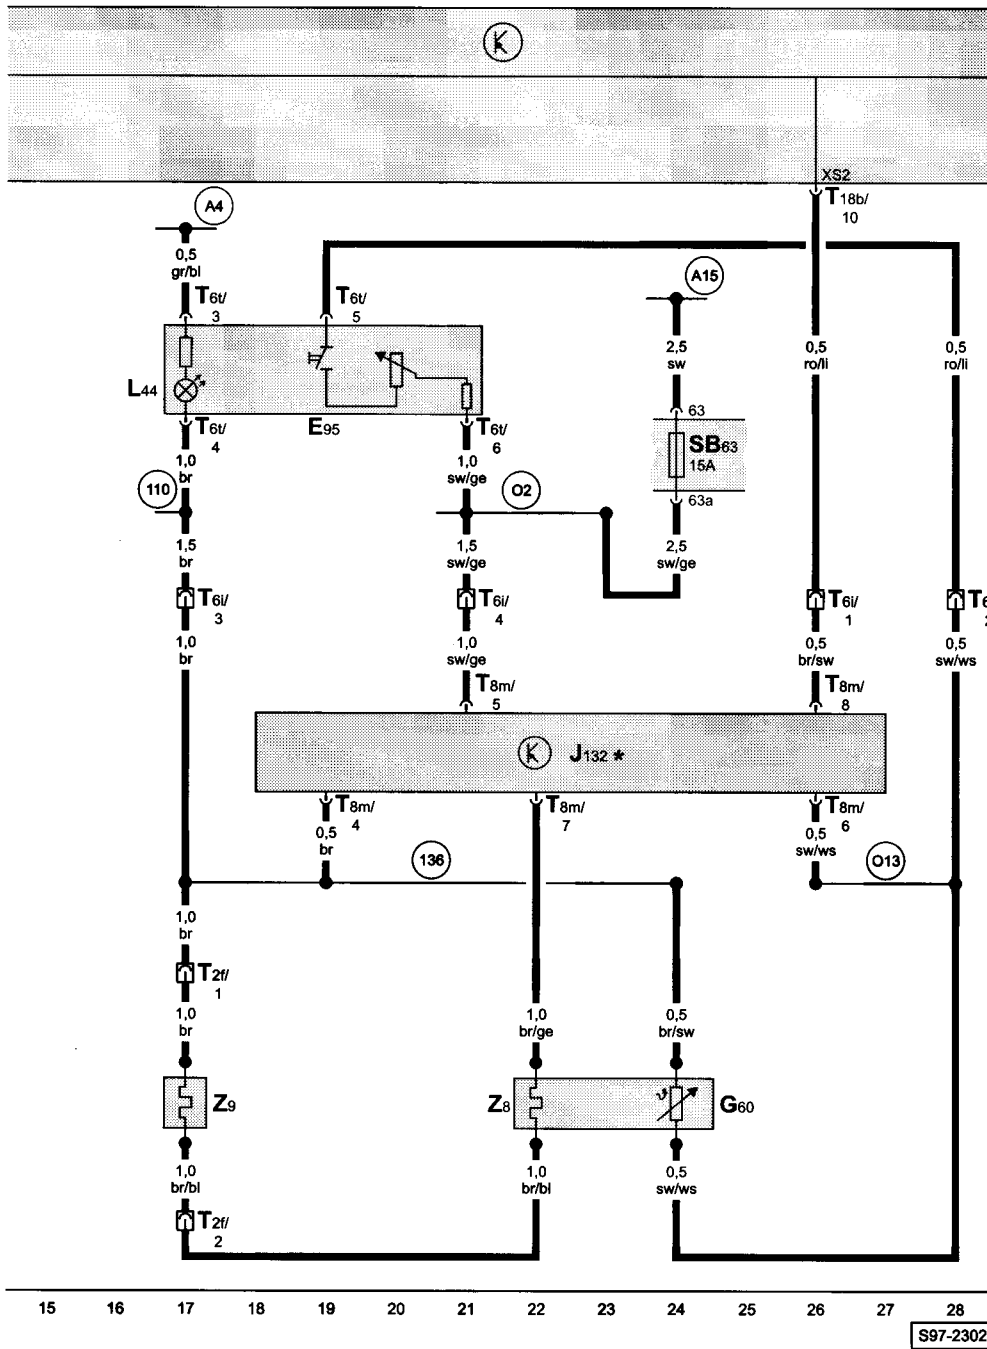 XS2
T18b/
10
A4
0,5
gr/bl
A15
T6t/
3
T6t/
5
2,5
sw
0,5
ro/li
0,5
ro/li
L44
E95
63
SB63
15A
63a
T6t/
4
T6t/
6
1,0
br
1,0
sw/ge
110
O2
1,5
br
1,5
sw/ge
2,5
sw/ge
T6i/
3
T6i/
4
T6i/
1
T6
2
1,0
br
1,0
sw/ge
0,5
br/sw
0,5
sw/ws
T8m/
5
T8m/
8
J132 *
T8m/
4
T8m/
7
T8m/
6
0,5
br
0,5
sw/ws
136
O13
1,0
br
T2f/
1
1,0
br
1,0
br/ge
0,5
br/sw
Z9
Z8
G60
1,0
br/bl
1,0
br/bl
0,5
sw/ws
T2f/
2
15 16 17 18 19 20 21 22 23 24 25 26 27 28
S97-2302